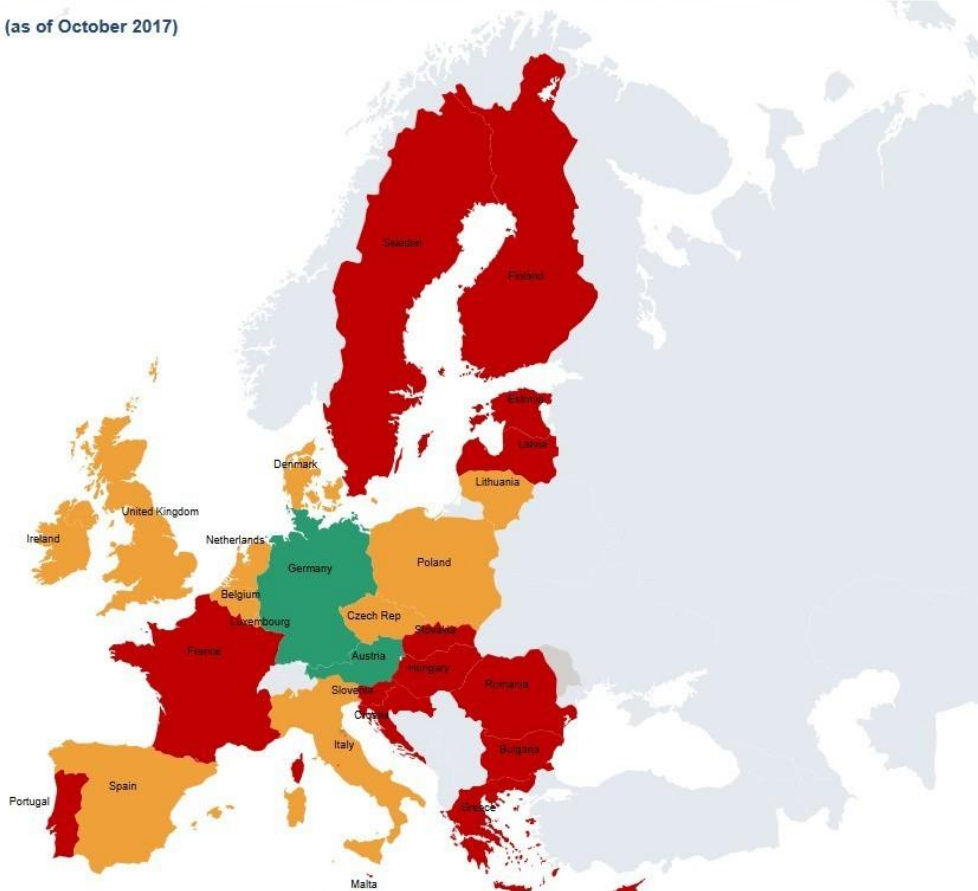 (as of October 2017)
Sweden
Finland
Estonia
Latvia
Denmark
Lithuania
United Kingdom
Ireland
Netherlands
Germany
Poland
Belgium
Czech Rep
Luxembourg
Slovakia
France
Austria
Hungary
Romania
Slovenia
Croatia
Italy
Bulgaria
Spain
Portugal
Greece
Malta